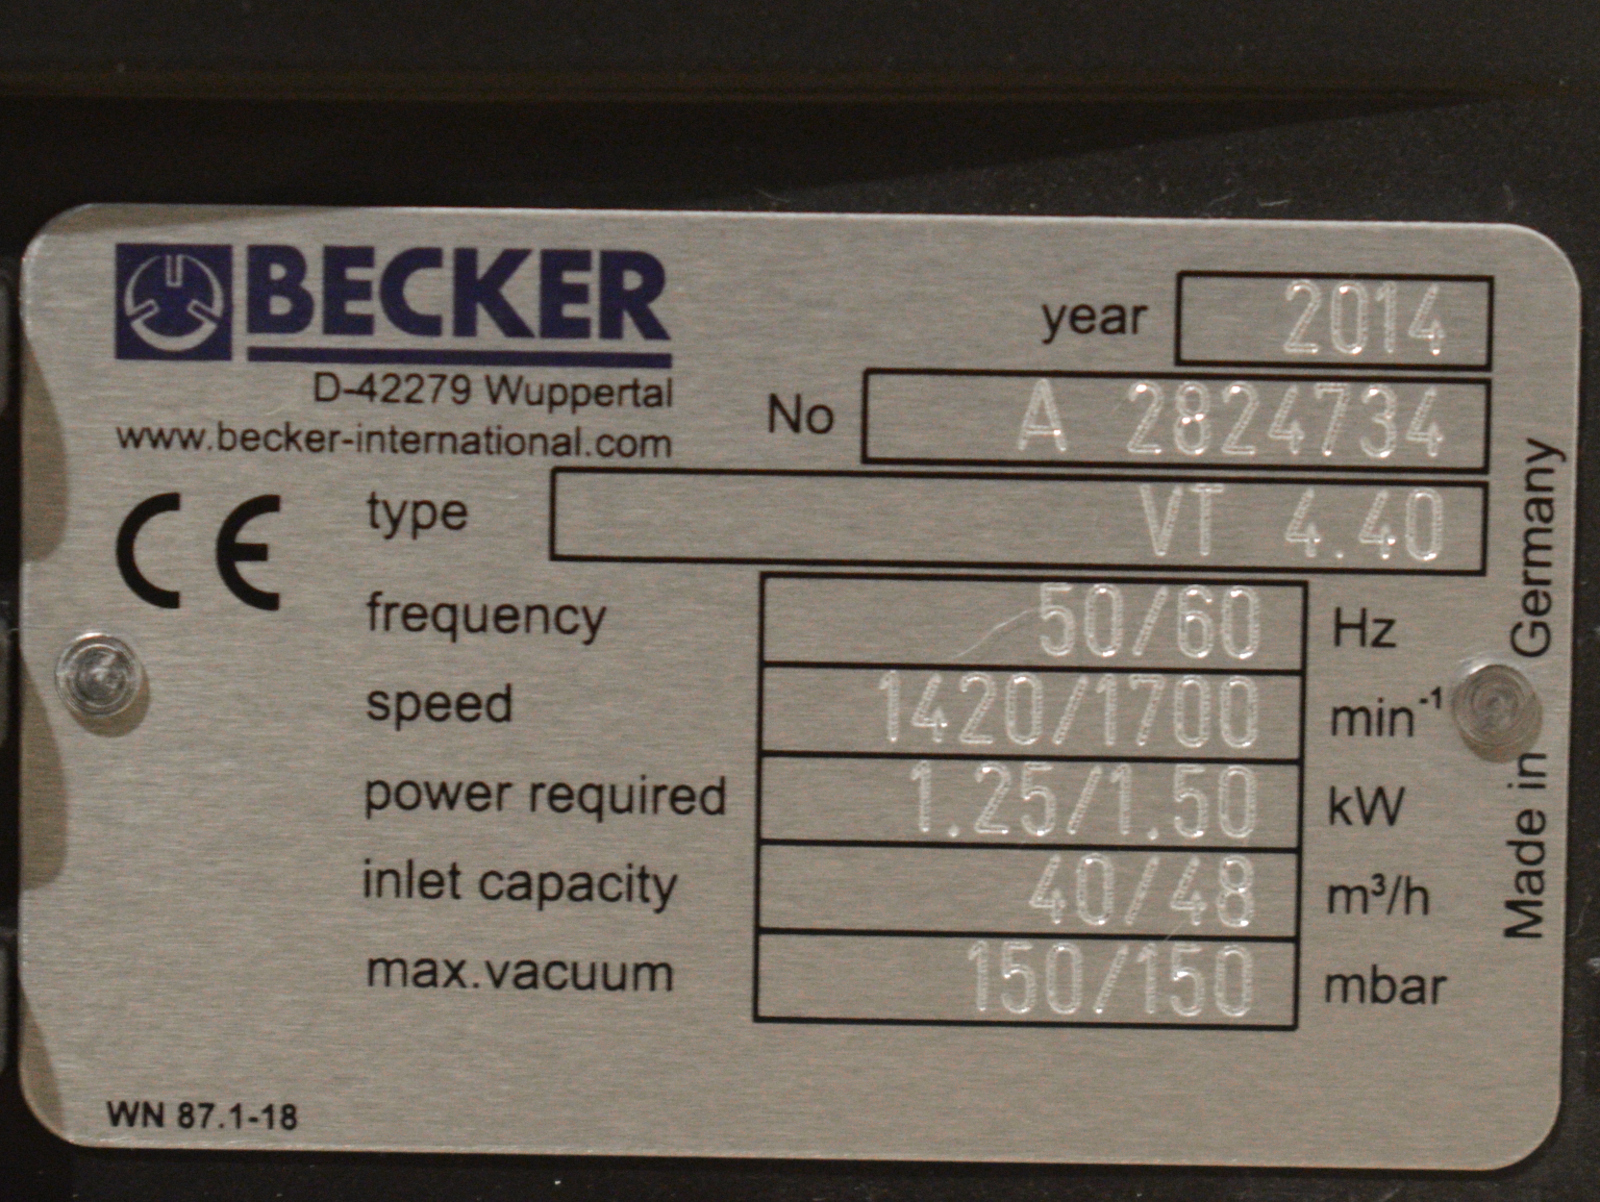 BECKER
D-42279 Wuppertal
www.becker-international.com
year 2014
No A 2824734
CE
type VT 4.40
frequency 50/60 Hz
speed 1420/1700 min⁻¹
power required 1.25/1.50 kW
inlet capacity 40/48 m³/h
max.vacuum 150/150 mbar
WN 87.1-18
Made in Germany